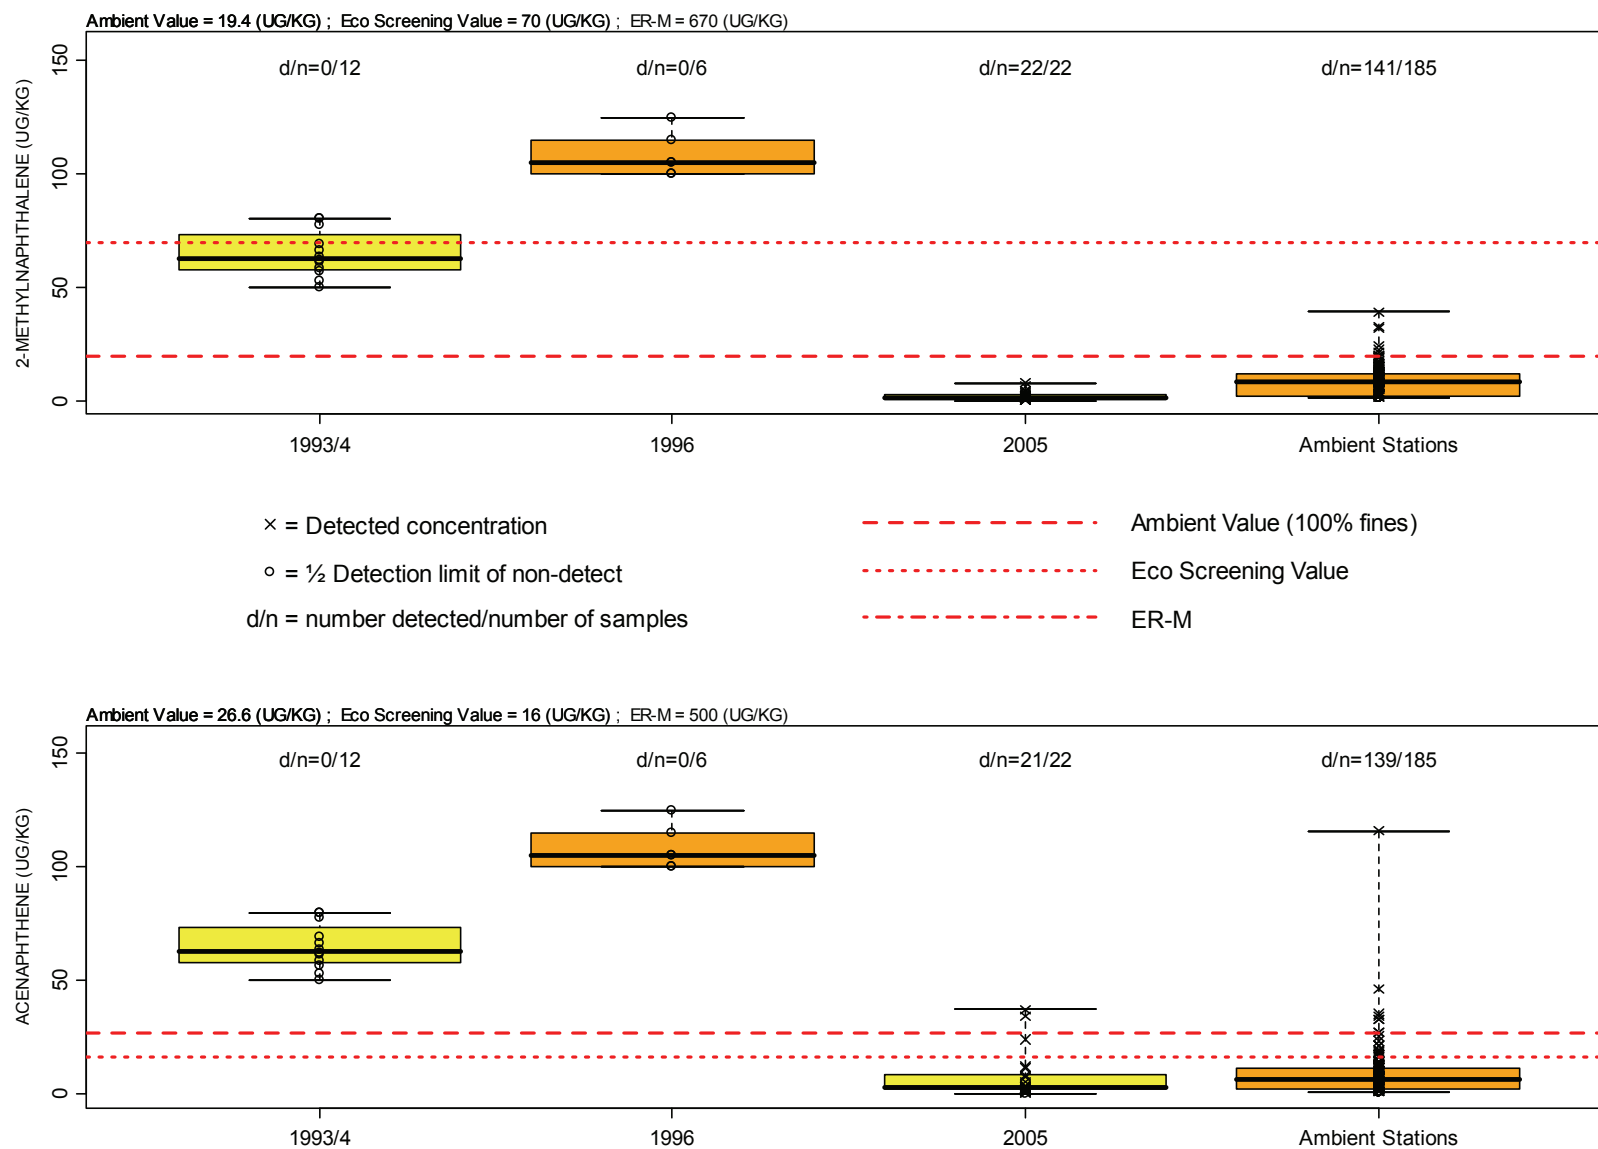 Ambient Value = 19.4 (UG/KG) ; Eco Screening Value = 70 (UG/KG) ; ER-M = 670 (UG/KG)
2-METHYLNAPHTHALENE (UG/KG)
150
100
50
0
d/n=0/12 d/n=0/6 d/n=22/22 d/n=141/185
1993/4 1996 2005 Ambient Stations
× = Detected concentration
o = ½ Detection limit of non-detect
d/n = number detected/number of samples
Ambient Value (100% fines)
Eco Screening Value
ER-M
Ambient Value = 26.6 (UG/KG) ; Eco Screening Value = 16 (UG/KG) ; ER-M = 500 (UG/KG)
ACENAPHTHENE (UG/KG)
150
100
50
0
d/n=0/12 d/n=0/6 d/n=21/22 d/n=139/185
1993/4 1996 2005 Ambient Stations